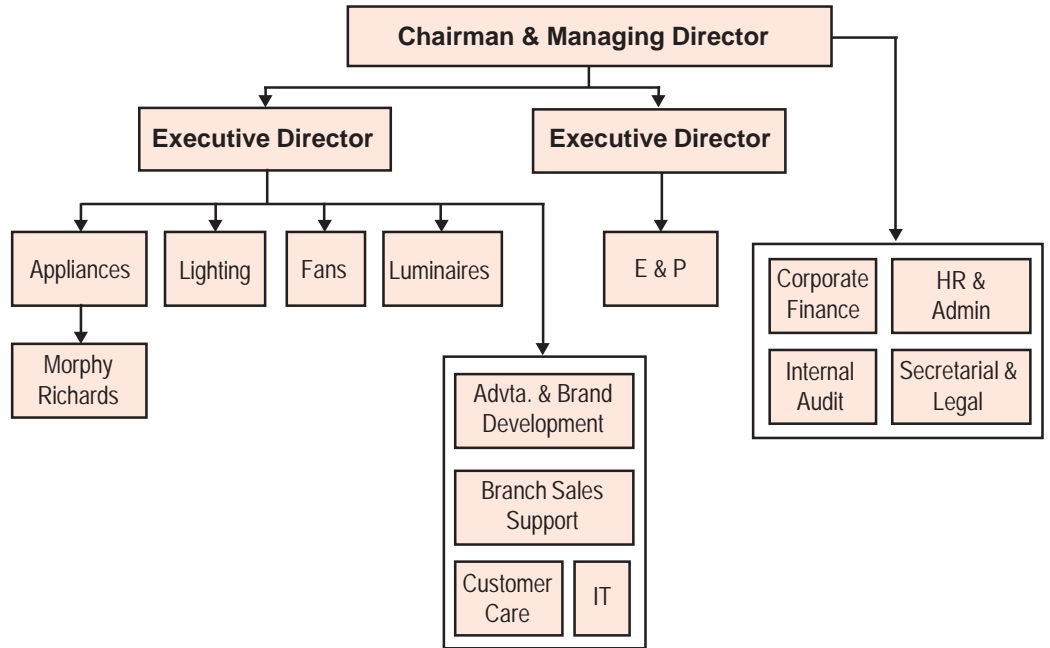 Chairman & Managing Director
Executive Director
Executive Director
Appliances
Lighting
Fans
Luminaires
E & P
Corporate
Finance
HR &
Admin
Morphy
Richards
Internal
Audit
Secretarial &
Legal
Advta. & Brand
Development
Branch Sales
Support
Customer
Care
IT